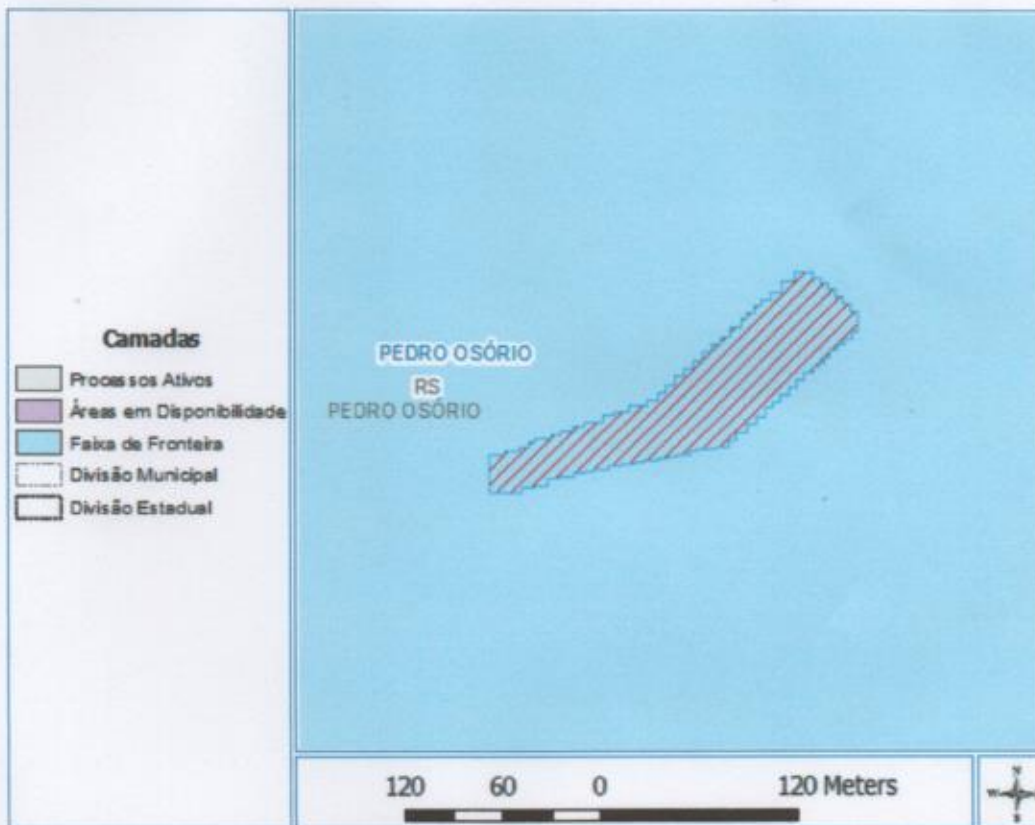 Camadas
Processos Ativos
Áreas em Disponibilidade
Faixa de Fronteira
Divisão Municipal
Divisão Estadual
PEDRO OSÓRIO
RS
PEDRO OSÓRIO
120 60 0 120 Meters